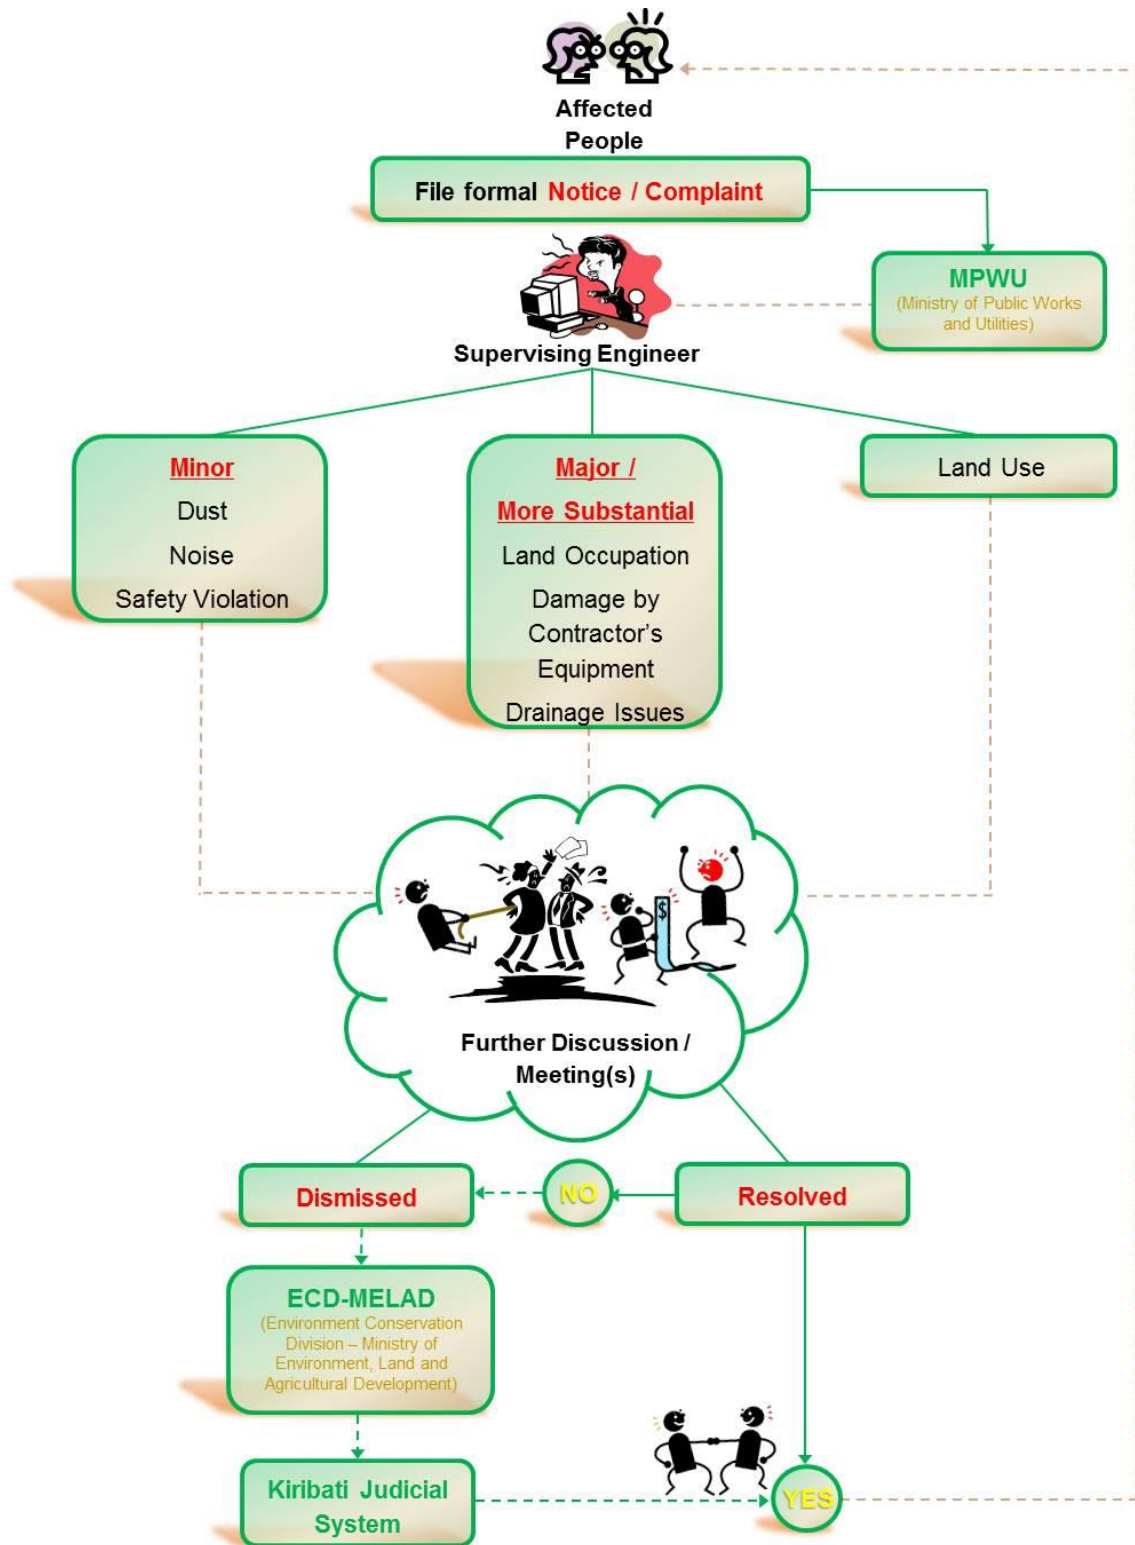 Affected
People
File formal Notice / Complaint
MPWU
(Ministry of Public Works
and Utilities)
Supervising Engineer
Minor
Dust
Noise
Safety Violation
Major /
More Substantial
Land Occupation
Damage by
Contractor’s
Equipment
Drainage Issues
Land Use
$
Further Discussion /
Meeting(s)
Dismissed
NO
Resolved
ECD-MELAD
(Environment Conservation
Division – Ministry of
Environment, Land and
Agricultural Development)
Kiribati Judicial
System
YES